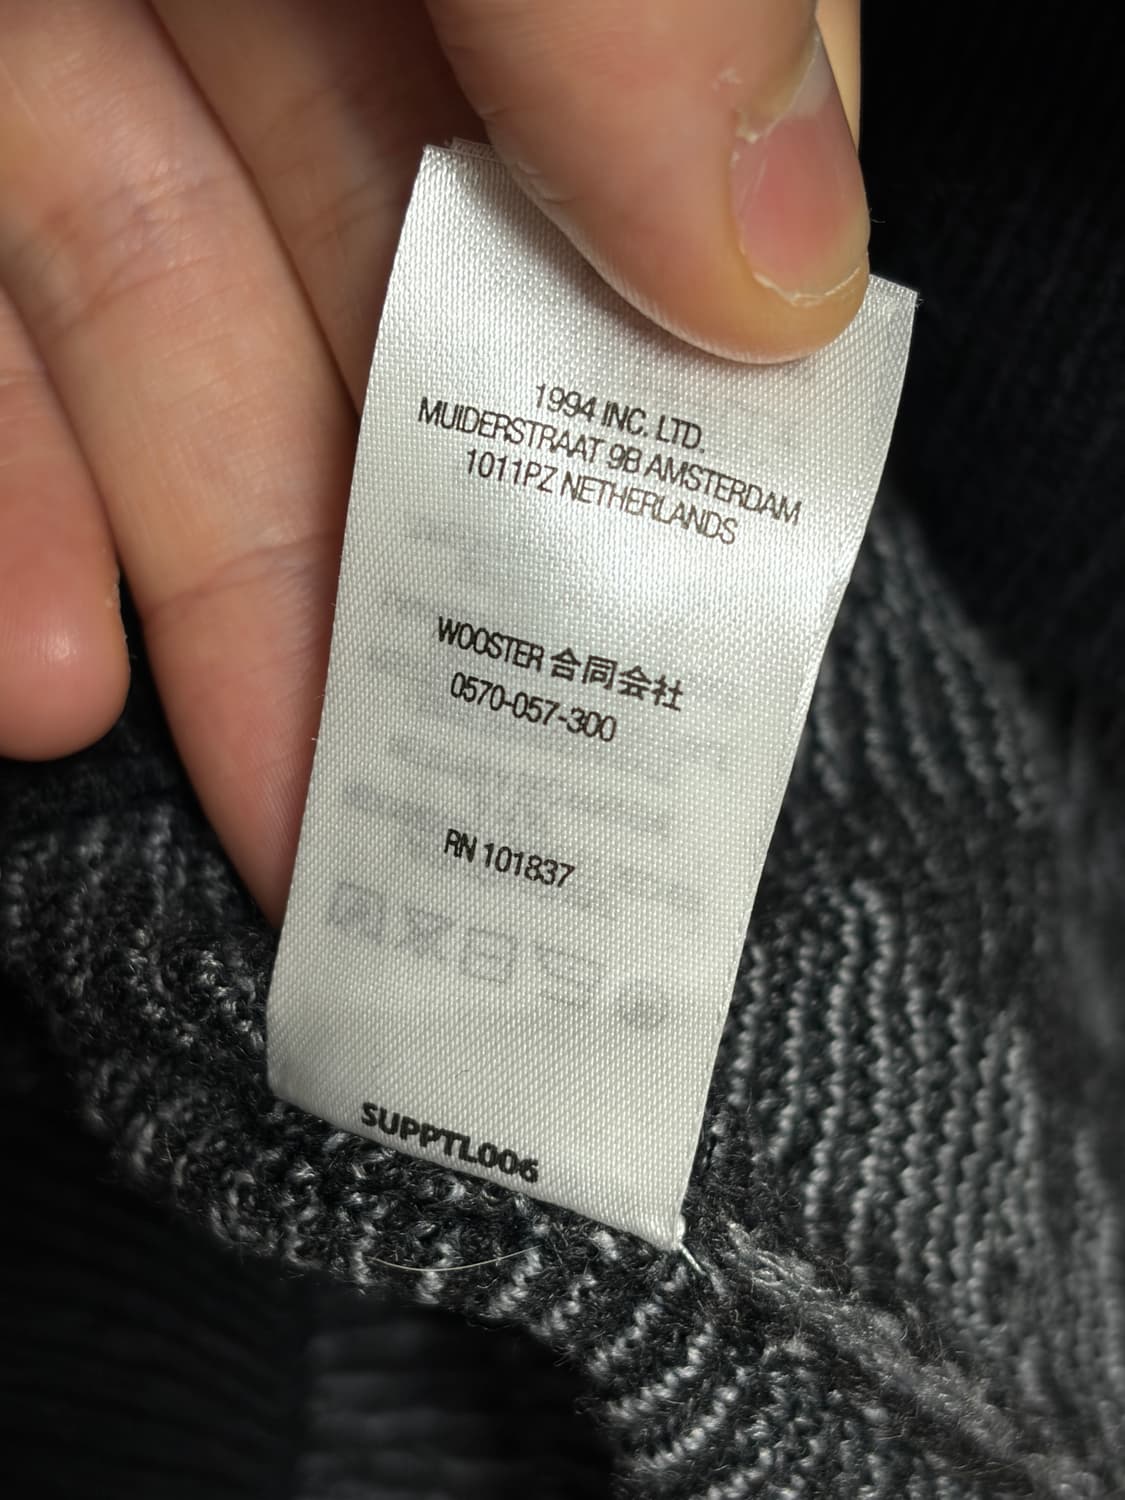 1994 INC. LTD.
MUIDERSTRAAT 9B AMSTERDAM
1011PZ NETHERLANDS
WOOSTER 合同会社
0570-057-300
RN 101837
SUPPTL006